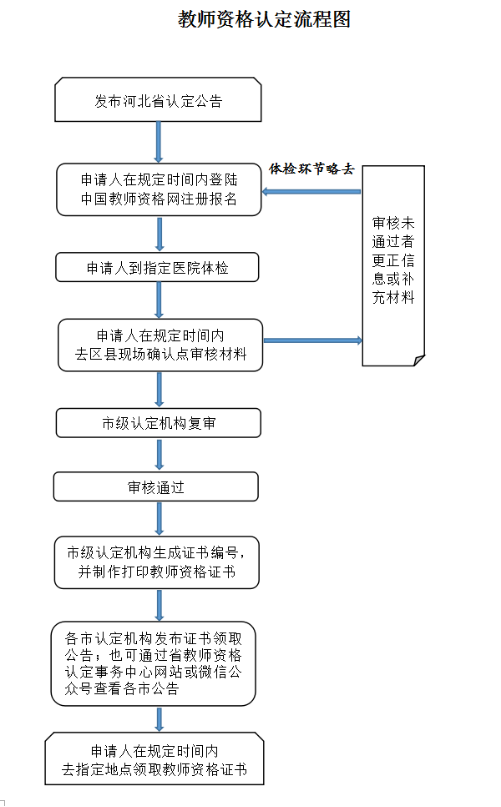 教师资格认定流程图
发布河北省认定公告
申请人在规定时间内登陆
中国教师资格网注册报名
体检环节略去
审核未
通过者
更正信
息或补
充材料
申请人到指定医院体检
申请人在规定时间内
去区县现场确认点审核材料
市级认定机构复审
审核通过
市级认定机构生成证书编号，
并制作打印教师资格证书
各市认定机构发布证书领取
公告；也可通过省教师资格
认定事务中心网站或微信公
众号查看各市公告
申请人在规定时间内
去指定地点领取教师资格证书